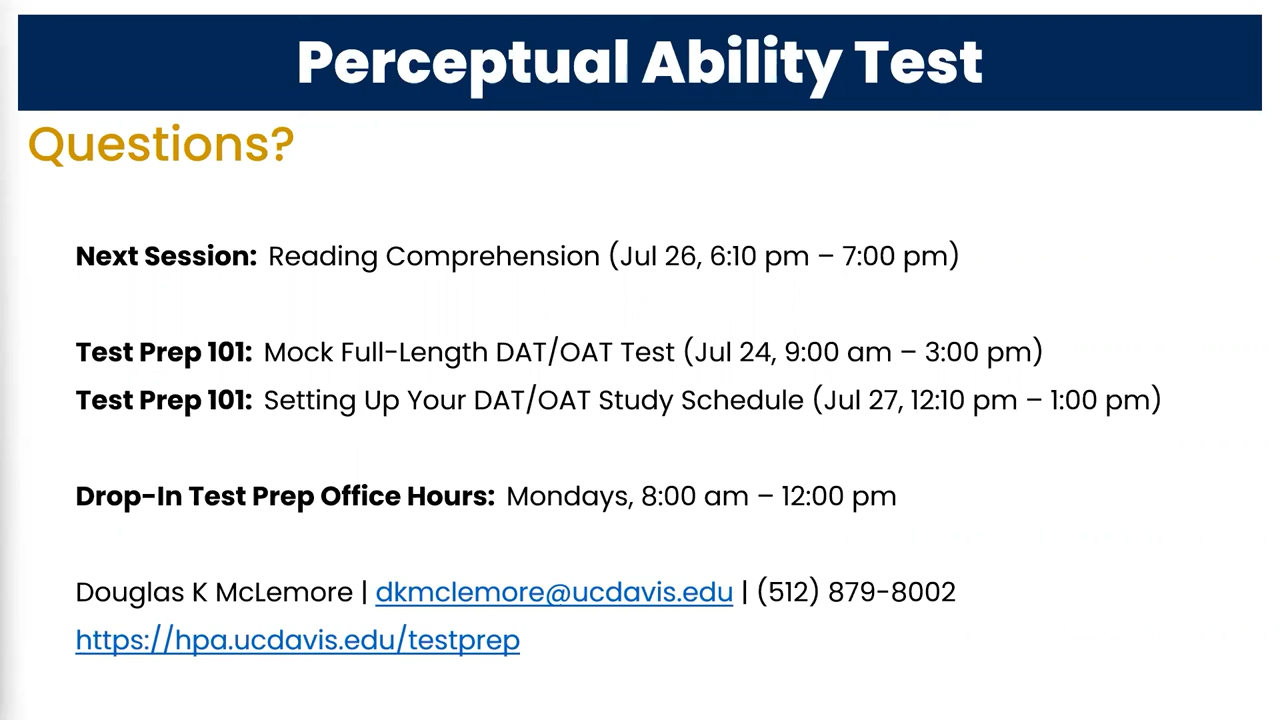 Perceptual Ability Test
Questions?
Next Session: Reading Comprehension (Jul 26, 6:10 pm – 7:00 pm)
Test Prep 101: Mock Full-Length DAT/OAT Test (Jul 24, 9:00 am – 3:00 pm)
Test Prep 101: Setting Up Your DAT/OAT Study Schedule (Jul 27, 12:10 pm – 1:00 pm)
Drop-In Test Prep Office Hours: Mondays, 8:00 am – 12:00 pm
Douglas K McLemore | dkmclemore@ucdavis.edu | (512) 879-8002
https://hpa.ucdavis.edu/testprep